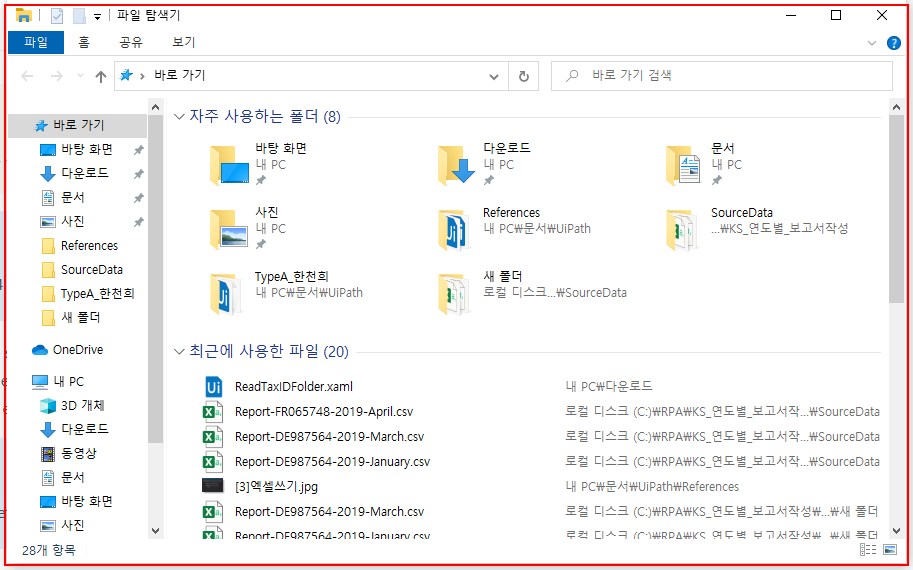 파일 탐색기
파일 홈 공유 보기
바로 가기 바로 가기 검색
바로 가기
바탕 화면
다운로드
문서
사진
References
SourceData
TypeA_한천희
새 폴더
OneDrive
내 PC
3D 개체
다운로드
동영상
문서
바탕 화면
사진
자주 사용하는 폴더 (8)
바탕 화면
내 PC
다운로드
내 PC
문서
내 PC
사진
내 PC
References
내 PC₩문서₩UiPath
SourceData
...₩KS_연도별_보고서작성
TypeA_한천희
내 PC₩문서₩UiPath
새 폴더
로컬 디스크...₩SourceData
최근에 사용한 파일 (20)
ReadTaxIDFolder.xaml 내 PC₩다운로드
Report-FR065748-2019-April.csv 로컬 디스크 (C:)₩RPA₩KS_연도별_보고서작...₩SourceData
Report-DE987564-2019-March.csv 로컬 디스크 (C:)₩RPA₩KS_연도별_보고서작...₩SourceData
Report-DE987564-2019-January.csv 로컬 디스크 (C:)₩RPA₩KS_연도별_보고서작...₩SourceData
[3]엑셀쓰기.jpg 내 PC₩문서₩UiPath₩References
Report-DE987564-2019-March.csv 로컬 디스크 (C:)₩RPA₩KS_연도별_보고서작성₩...₩새 폴더
Report-DE987564-2019-January.csv 로컬 디스크 (C:)₩RPA₩KS_연도별_보고서작성₩...₩새 폴더
28개 항목